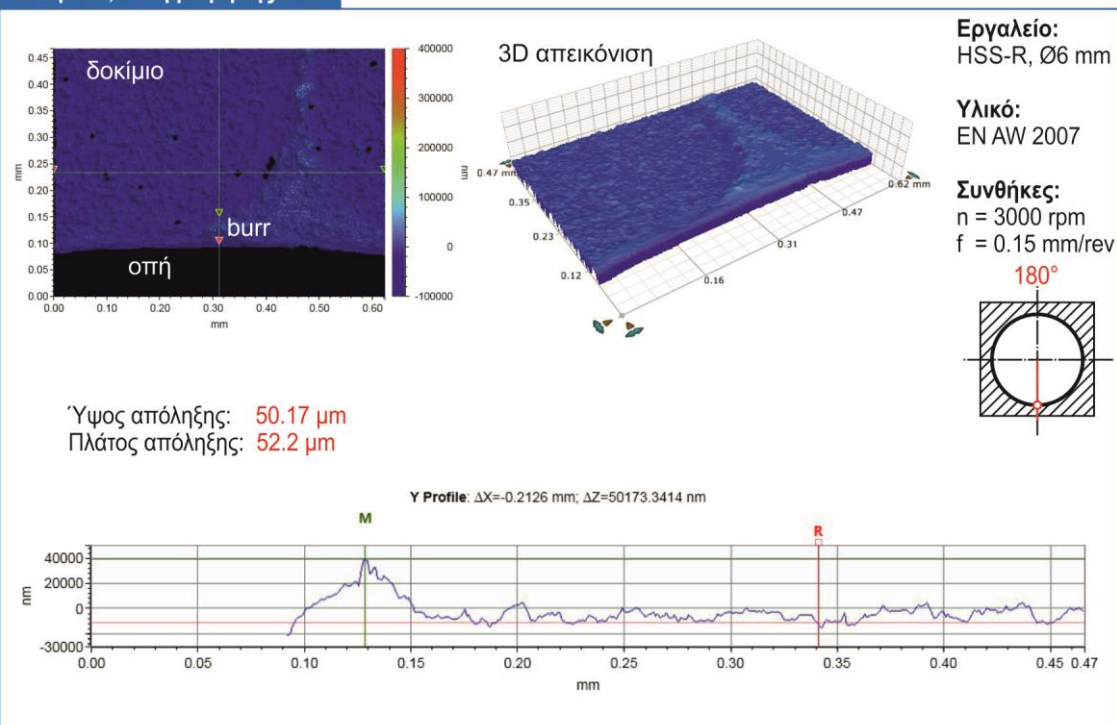 δοκίμιο
burr
οπή
0.45
0.40
0.35
0.30
0.25
0.20
0.15
0.10
0.05
0.00
mm
0.00 0.10 0.20 0.30 0.40 0.50 0.62
mm
400000
300000
200000
100000
0
-100000
nm
3D απεικόνιση
0.47 mm
0.35
0.23
0.12
0.16
0.31
0.47
0.62 mm
Εργαλείο:
HSS-R, Ø6 mm
Υλικό:
EN AW 2007
Συνθήκες:
n = 3000 rpm
f = 0.15 mm/rev
180°
Ύψος απόληξης: 50.17 μm
Πλάτος απόληξης: 52.2 μm
Y Profile: ΔX=-0.2126 mm; ΔZ=50173.3414 nm
M
R
40000
20000
0
-30000
nm
0.00 0.05 0.10 0.15 0.20 0.25 0.30 0.35 0.40 0.45 0.47
mm